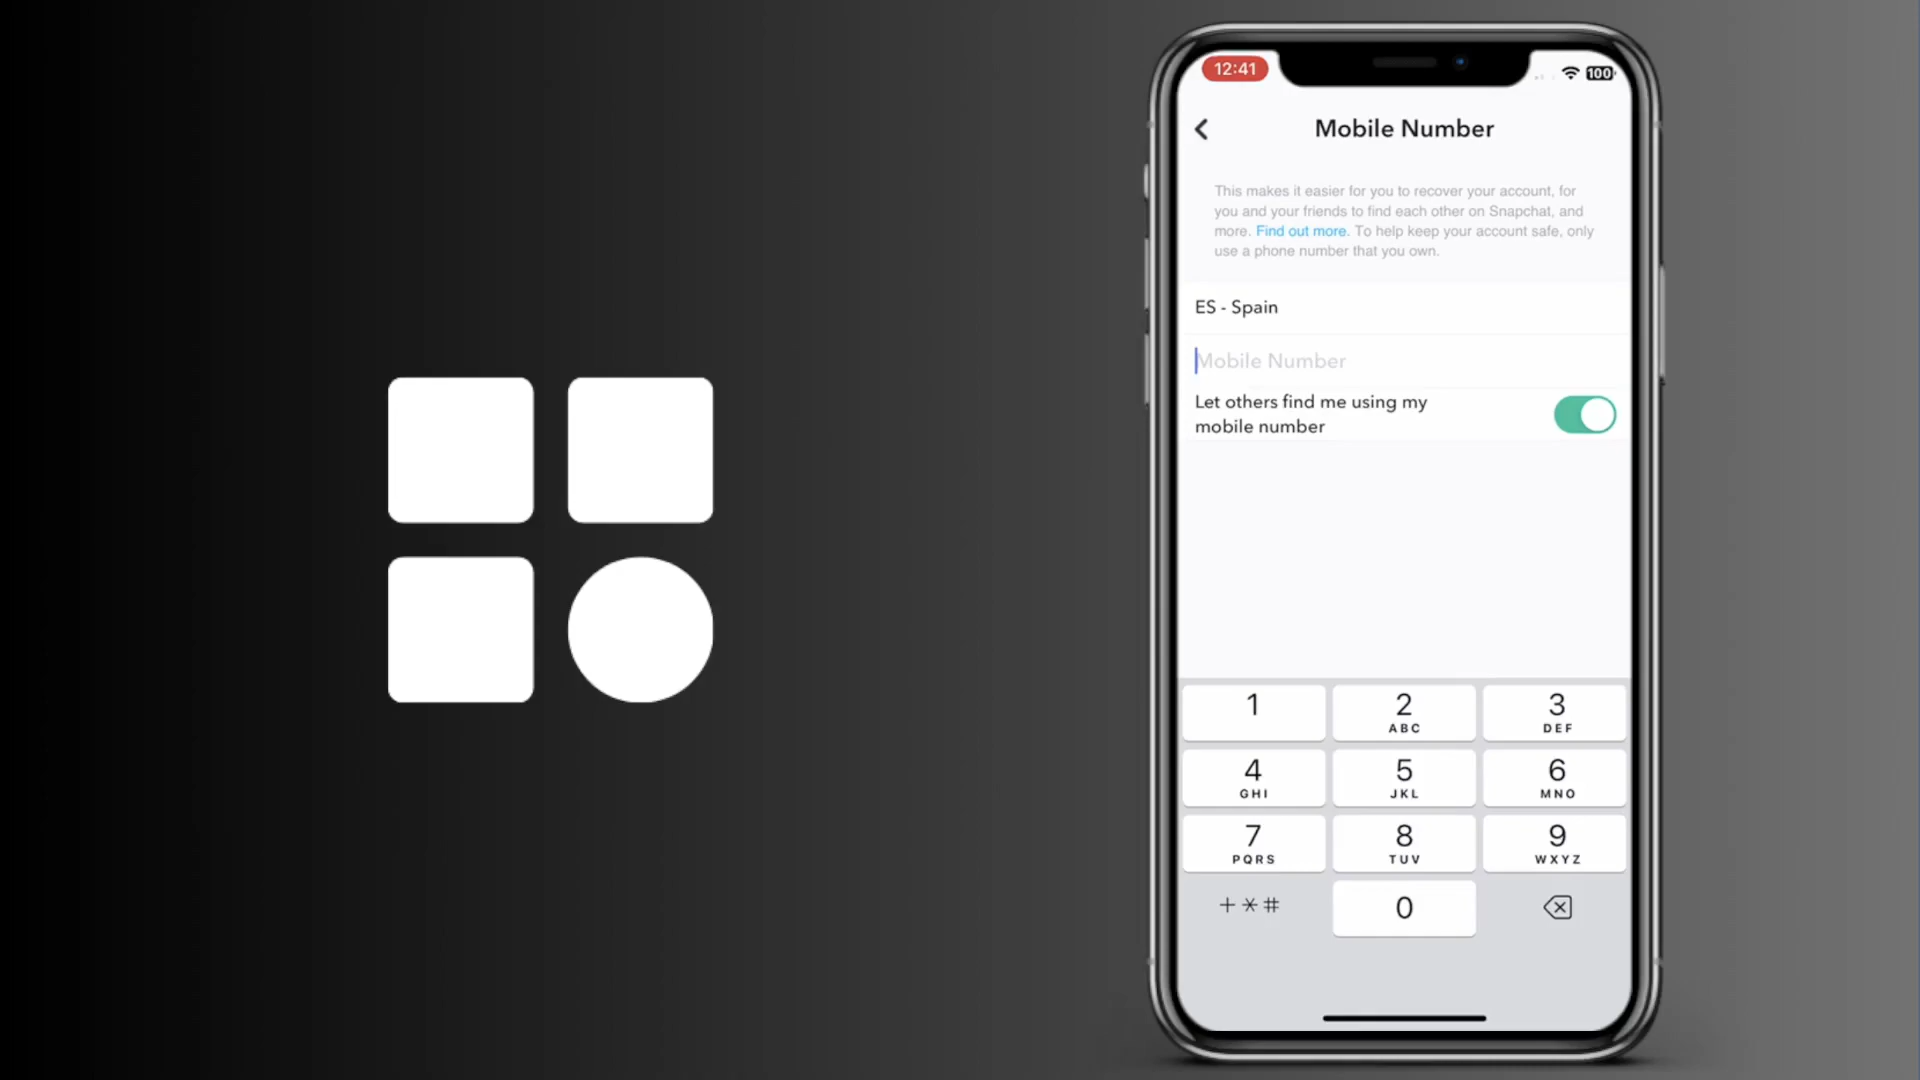 12:41
100
Mobile Number
This makes it easier for you to recover your account, for
you and your friends to find each other on Snapchat, and
more. Find out more. To help keep your account safe, only
use a phone number that you own.
ES - Spain
Mobile Number
Let others find me using my
mobile number
1
2
ABC
3
DEF
4
GHI
5
JKL
6
MNO
7
PQRS
8
TUV
9
WXYZ
+*#
0